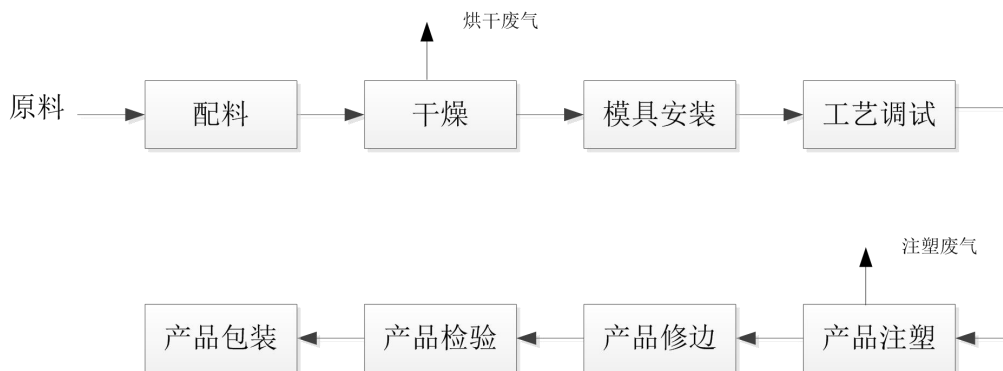 烘干废气
原料
配料
干燥
模具安装
工艺调试
注塑废气
产品包装
产品检验
产品修边
产品注塑